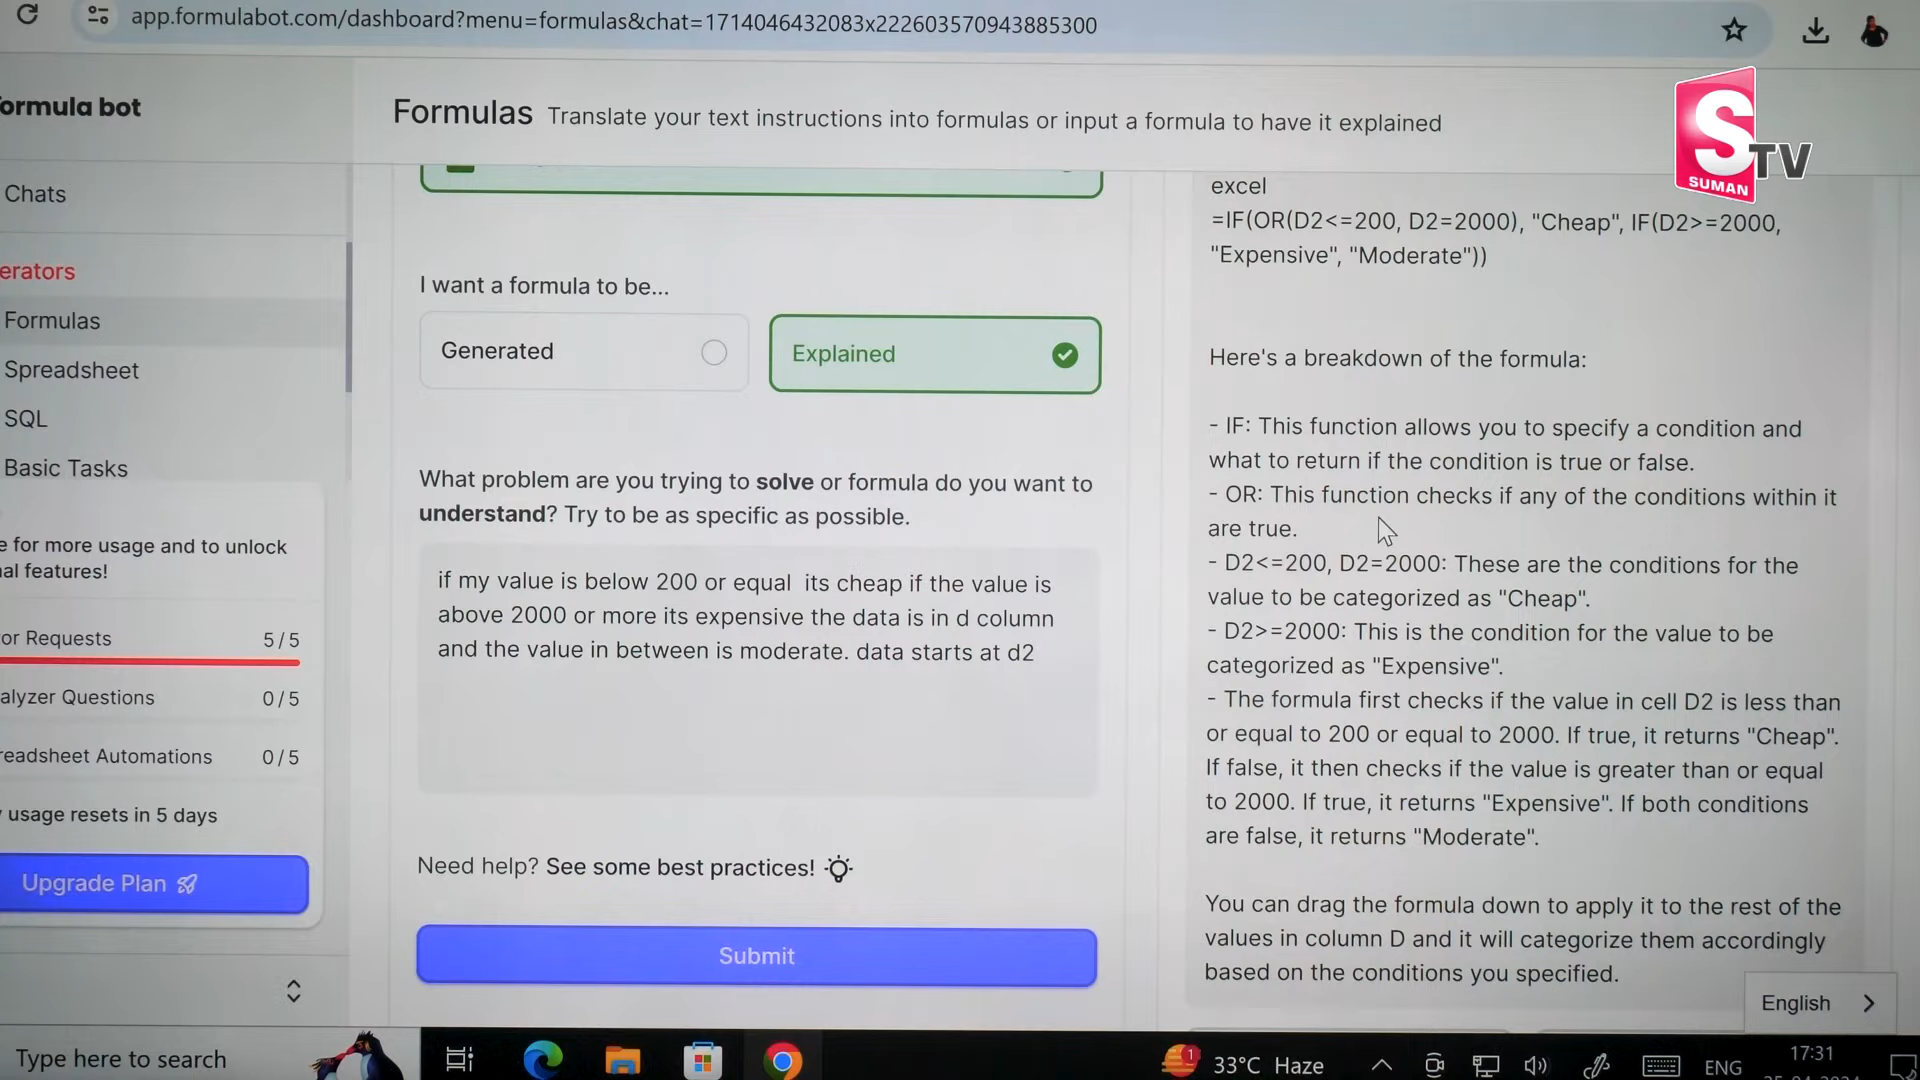 app.formulabot.com/dashboard?menu=formulas&chat=1714046432083x222603570943885300
ormula bot
Formulas Translate your text instructions into formulas or input a formula to have it explained
S
TV
SUMAN
Chats
erators
Formulas
Spreadsheet
SQL
Basic Tasks
e for more usage and to unlock
al features!
or Requests 5/5
alyzer Questions 0/5
readsheet Automations 0/5
usage resets in 5 days
Upgrade Plan
I want a formula to be...
Generated
Explained
What problem are you trying to solve or formula do you want to
understand? Try to be as specific as possible.
if my value is below 200 or equal  its cheap if the value is
above 2000 or more its expensive the data is in d column
and the value in between is moderate. data starts at d2
Need help? See some best practices!
Submit
excel
=IF(OR(D2<=200, D2=2000), "Cheap", IF(D2>=2000,
"Expensive", "Moderate"))
Here's a breakdown of the formula:
- IF: This function allows you to specify a condition and
what to return if the condition is true or false.
- OR: This function checks if any of the conditions within it
are true.
- D2<=200, D2=2000: These are the conditions for the
value to be categorized as "Cheap".
- D2>=2000: This is the condition for the value to be
categorized as "Expensive".
- The formula first checks if the value in cell D2 is less than
or equal to 200 or equal to 2000. If true, it returns "Cheap".
If false, it then checks if the value is greater than or equal
to 2000. If true, it returns "Expensive". If both conditions
are false, it returns "Moderate".
You can drag the formula down to apply it to the rest of the
values in column D and it will categorize them accordingly
based on the conditions you specified.
English
Type here to search
1
33°C Haze
ENG
17:31